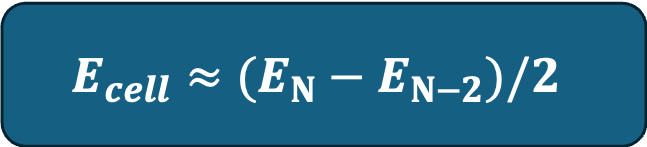 E_cell ≈ (E_N − E_N−2)/2